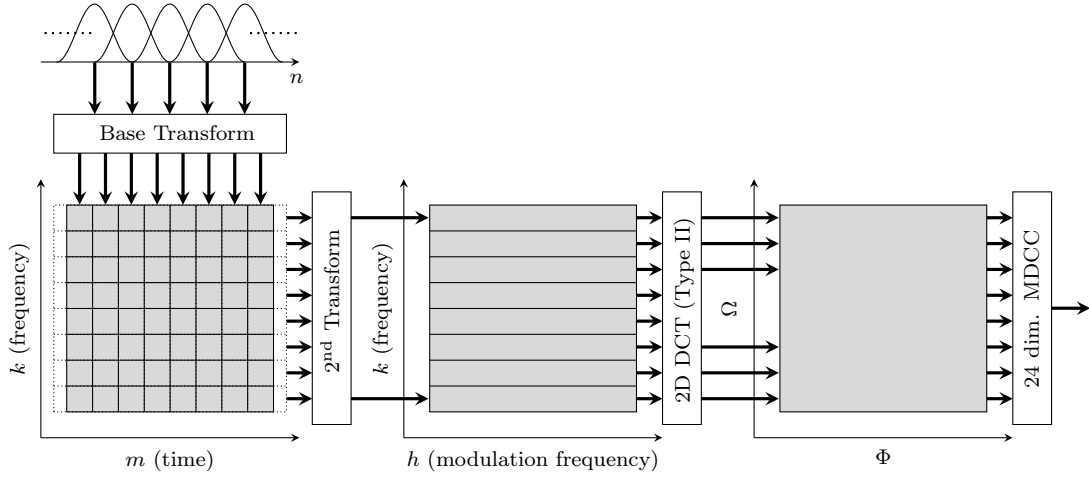 n
Base Transform
k (frequency)
m (time)
2nd Transform
k (frequency)
h (modulation frequency)
2D DCT (Type II)
Ω
Φ
24 dim. MDCC